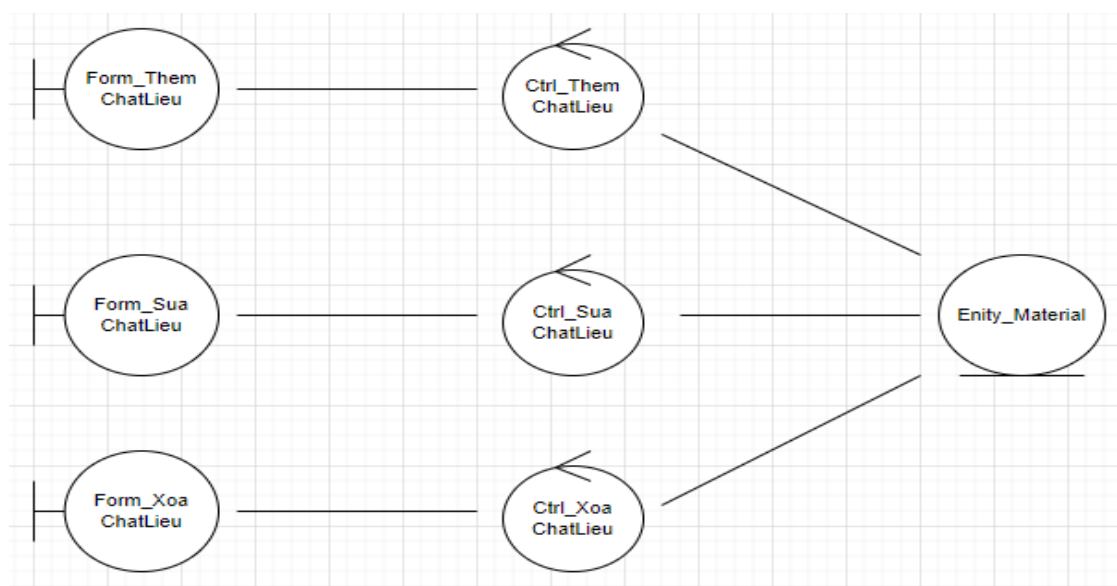 Form_Them
ChatLieu
Ctrl_Them
ChatLieu
Form_Sua
ChatLieu
Ctrl_Sua
ChatLieu
Enity_Material
Form_Xoa
ChatLieu
Ctrl_Xoa
ChatLieu